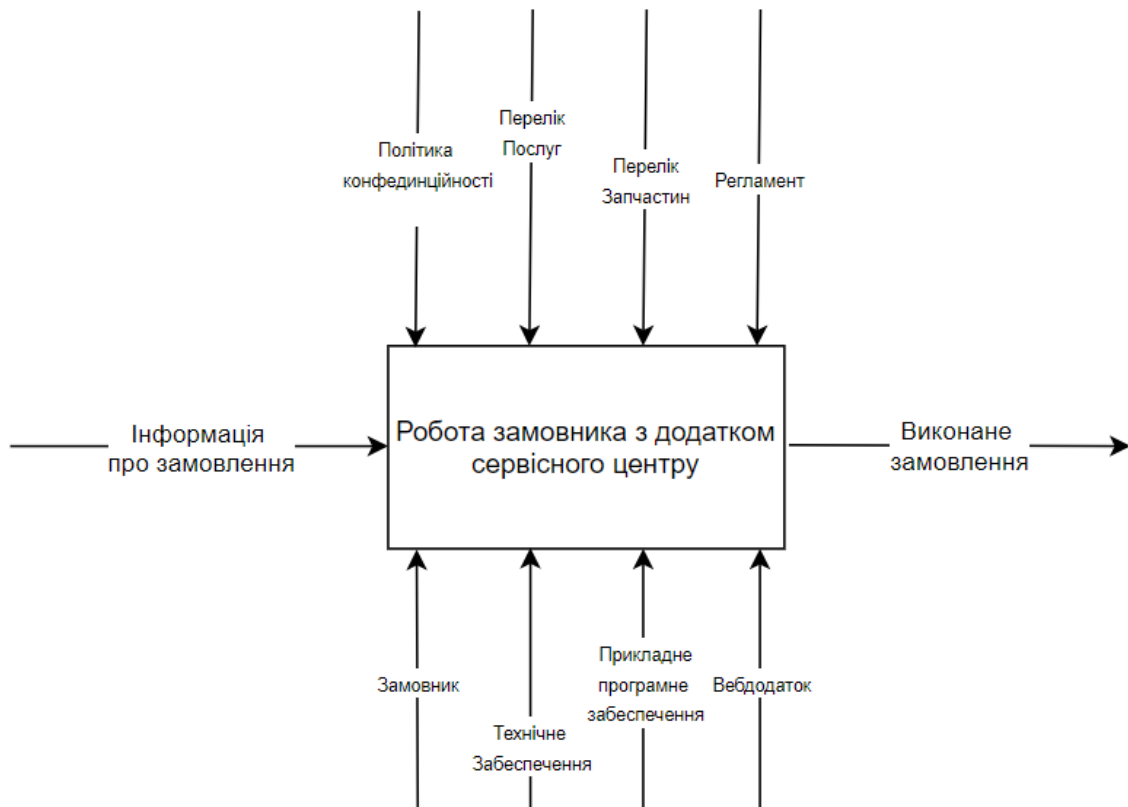 Політика
конфединційності
Перелік
Послуг
Перелік
Запчастин
Регламент
Інформація
про замовлення
Робота замовника з додатком
сервісного центру
Виконане
замовлення
Замовник
Технічне
Забеспечення
Прикладне
програмне
забеспечення
Вебдодаток